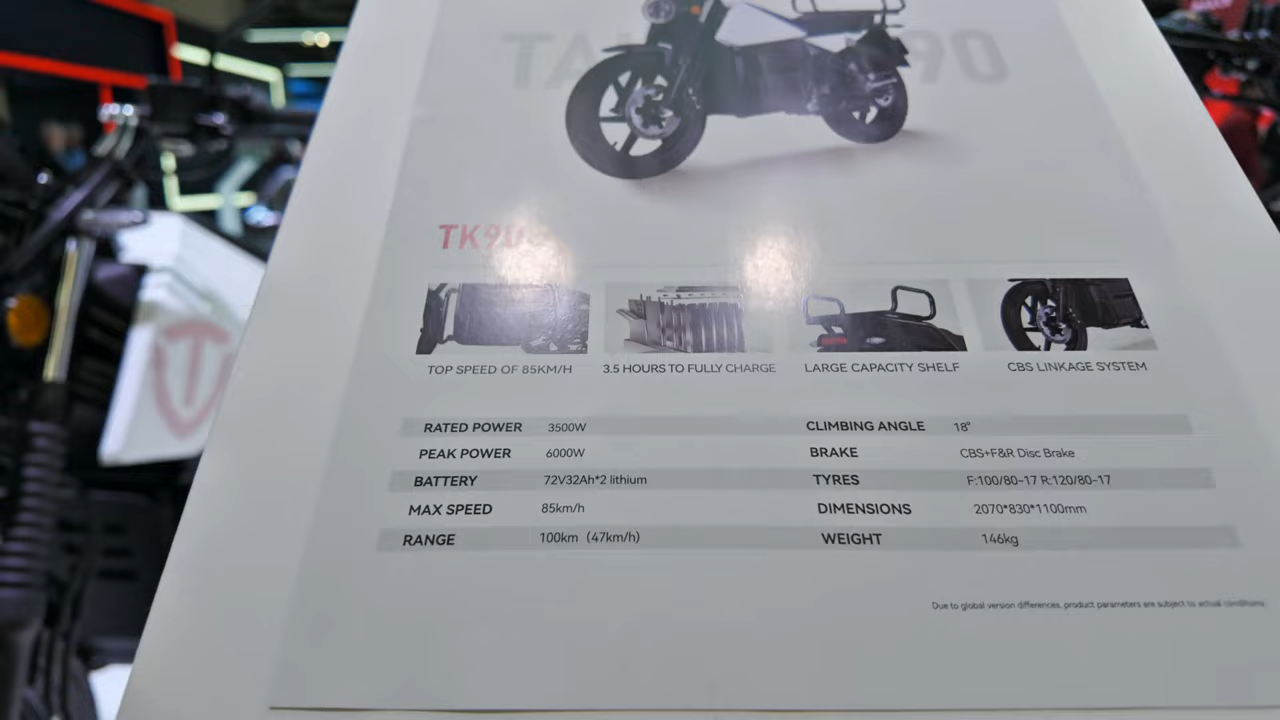 TK90
TOP SPEED OF 85KM/H
3.5 HOURS TO FULLY CHARGE
LARGE CAPACITY SHELF
CBS LINKAGE SYSTEM
RATED POWER 3500W CLIMBING ANGLE 18°
PEAK POWER 6000W BRAKE CBS+F&R Disc Brake
BATTERY 72V32Ah*2 lithium TYRES F:100/80-17 R:120/80-17
MAX SPEED 85km/h DIMENSIONS 2070*830*1100mm
RANGE 100km (47km/h) WEIGHT 146kg
Due to global version differences, product parameters are subject to actual conditions.